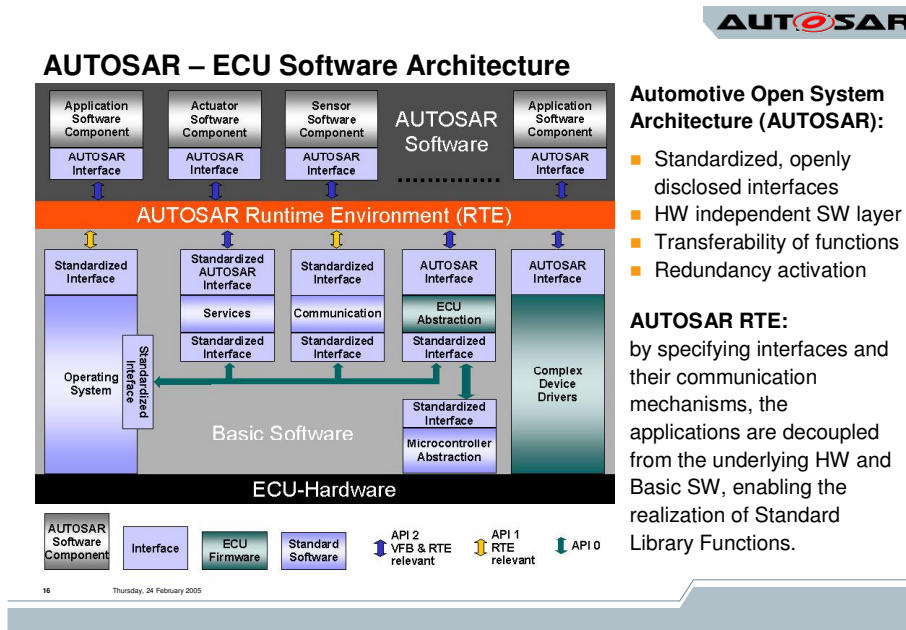 AUTOSAR
AUTOSAR – ECU Software Architecture
Application
Software
Component
AUTOSAR
Interface
Actuator
Software
Component
AUTOSAR
Interface
Sensor
Software
Component
AUTOSAR
Interface
AUTOSAR
Software
..............
Application
Software
Component
AUTOSAR
Interface
AUTOSAR Runtime Environment (RTE)
Standardized
Interface
Operating
System
Standardized
Interface
Standardized
AUTOSAR
Interface
Services
Standardized
Interface
Standardized
Interface
Communication
Standardized
Interface
AUTOSAR
Interface
ECU
Abstraction
Standardized
Interface
Standardized
Interface
Microcontroller
Abstraction
AUTOSAR
Interface
Complex
Device
Drivers
Basic Software
ECU-Hardware
AUTOSAR
Software
Component
Interface
ECU
Firmware
Standard
Software
API 2
VFB & RTE
relevant
API 1
RTE
relevant
API 0
Automotive Open System
Architecture (AUTOSAR):
Standardized, openly
disclosed interfaces
HW independent SW layer
Transferability of functions
Redundancy activation
AUTOSAR RTE:
by specifying interfaces and
their communication
mechanisms, the
applications are decoupled
from the underlying HW and
Basic SW, enabling the
realization of Standard
Library Functions.
16
Thursday, 24 February 2005